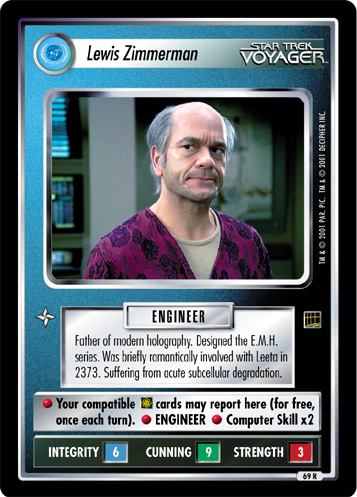 Lewis Zimmerman
STAR TREK
VOYAGER™
TM & © 2001 PAR. PIC. TM & © 2001 DECIPHER INC.
ENGINEER
Father of modern holography. Designed the E.M.H.
series. Was briefly romantically involved with Leeta in
2373. Suffering from acute subcellular degradation.
• Your compatible cards may report here (for free,
once each turn). • ENGINEER • Computer Skill x2
INTEGRITY 6 CUNNING 9 STRENGTH 3
69 R